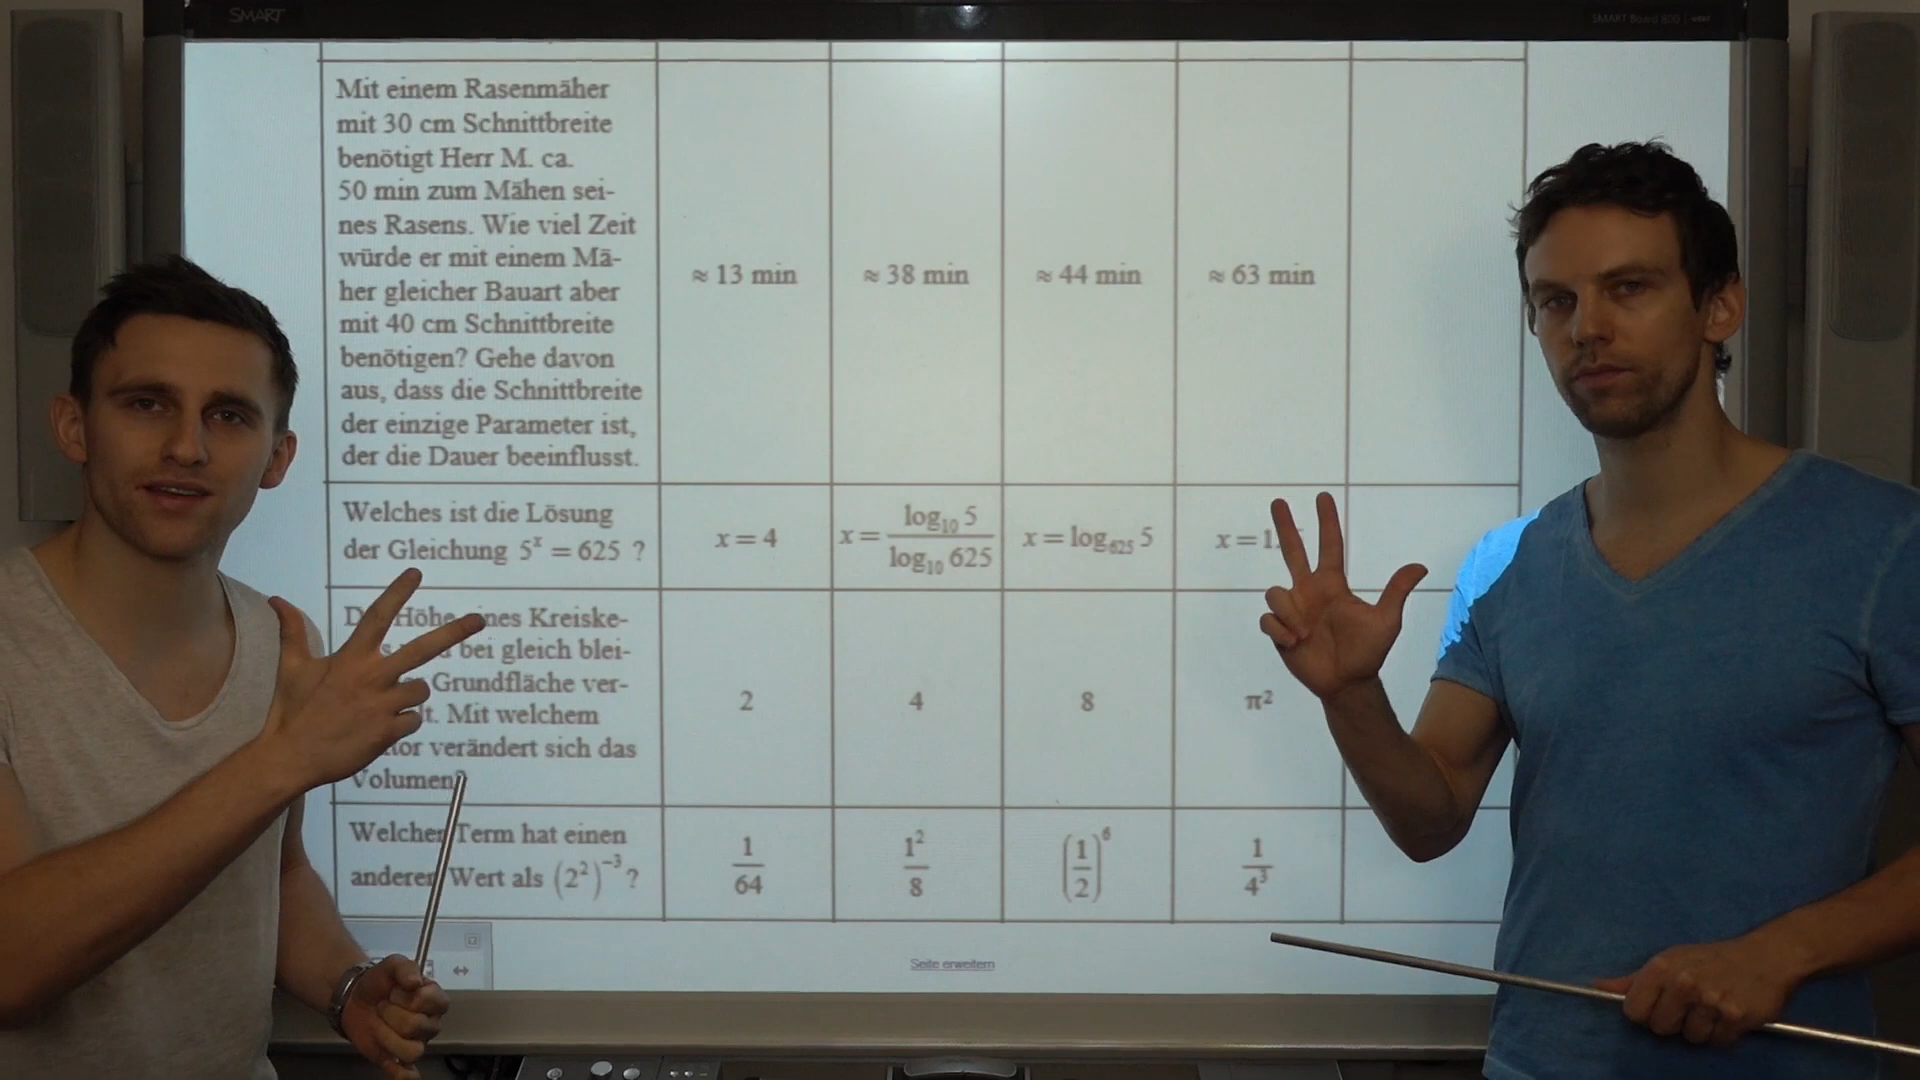 SMART
Mit einem Rasenmäher
mit 30 cm Schnittbreite
benötigt Herr M. ca.
50 min zum Mähen sei-
nes Rasens. Wie viel Zeit
würde er mit einem Mä-
her gleicher Bauart aber
mit 40 cm Schnittbreite
benötigen? Gehe davon
aus, dass die Schnittbreite
der einzige Parameter ist,
der die Dauer beeinflusst.
≈ 13 min
≈ 38 min
≈ 44 min
≈ 63 min
Welches ist die Lösung
der Gleichung 5^x = 625 ?
x = 4
x = log₁₀ 5 / log₁₀ 625
x = log₆₂₅ 5
x =
Höhe Kreiske-
bei gleich blei-
Grundfläche ver-
Mit welchem
verändert sich das
Volumen?
2
4
8
π²
Welcher Term hat einen
anderen Wert als (2²)⁻³ ?
1/64
1²/8
(1/2)⁶
1/4³
Seite erweitern